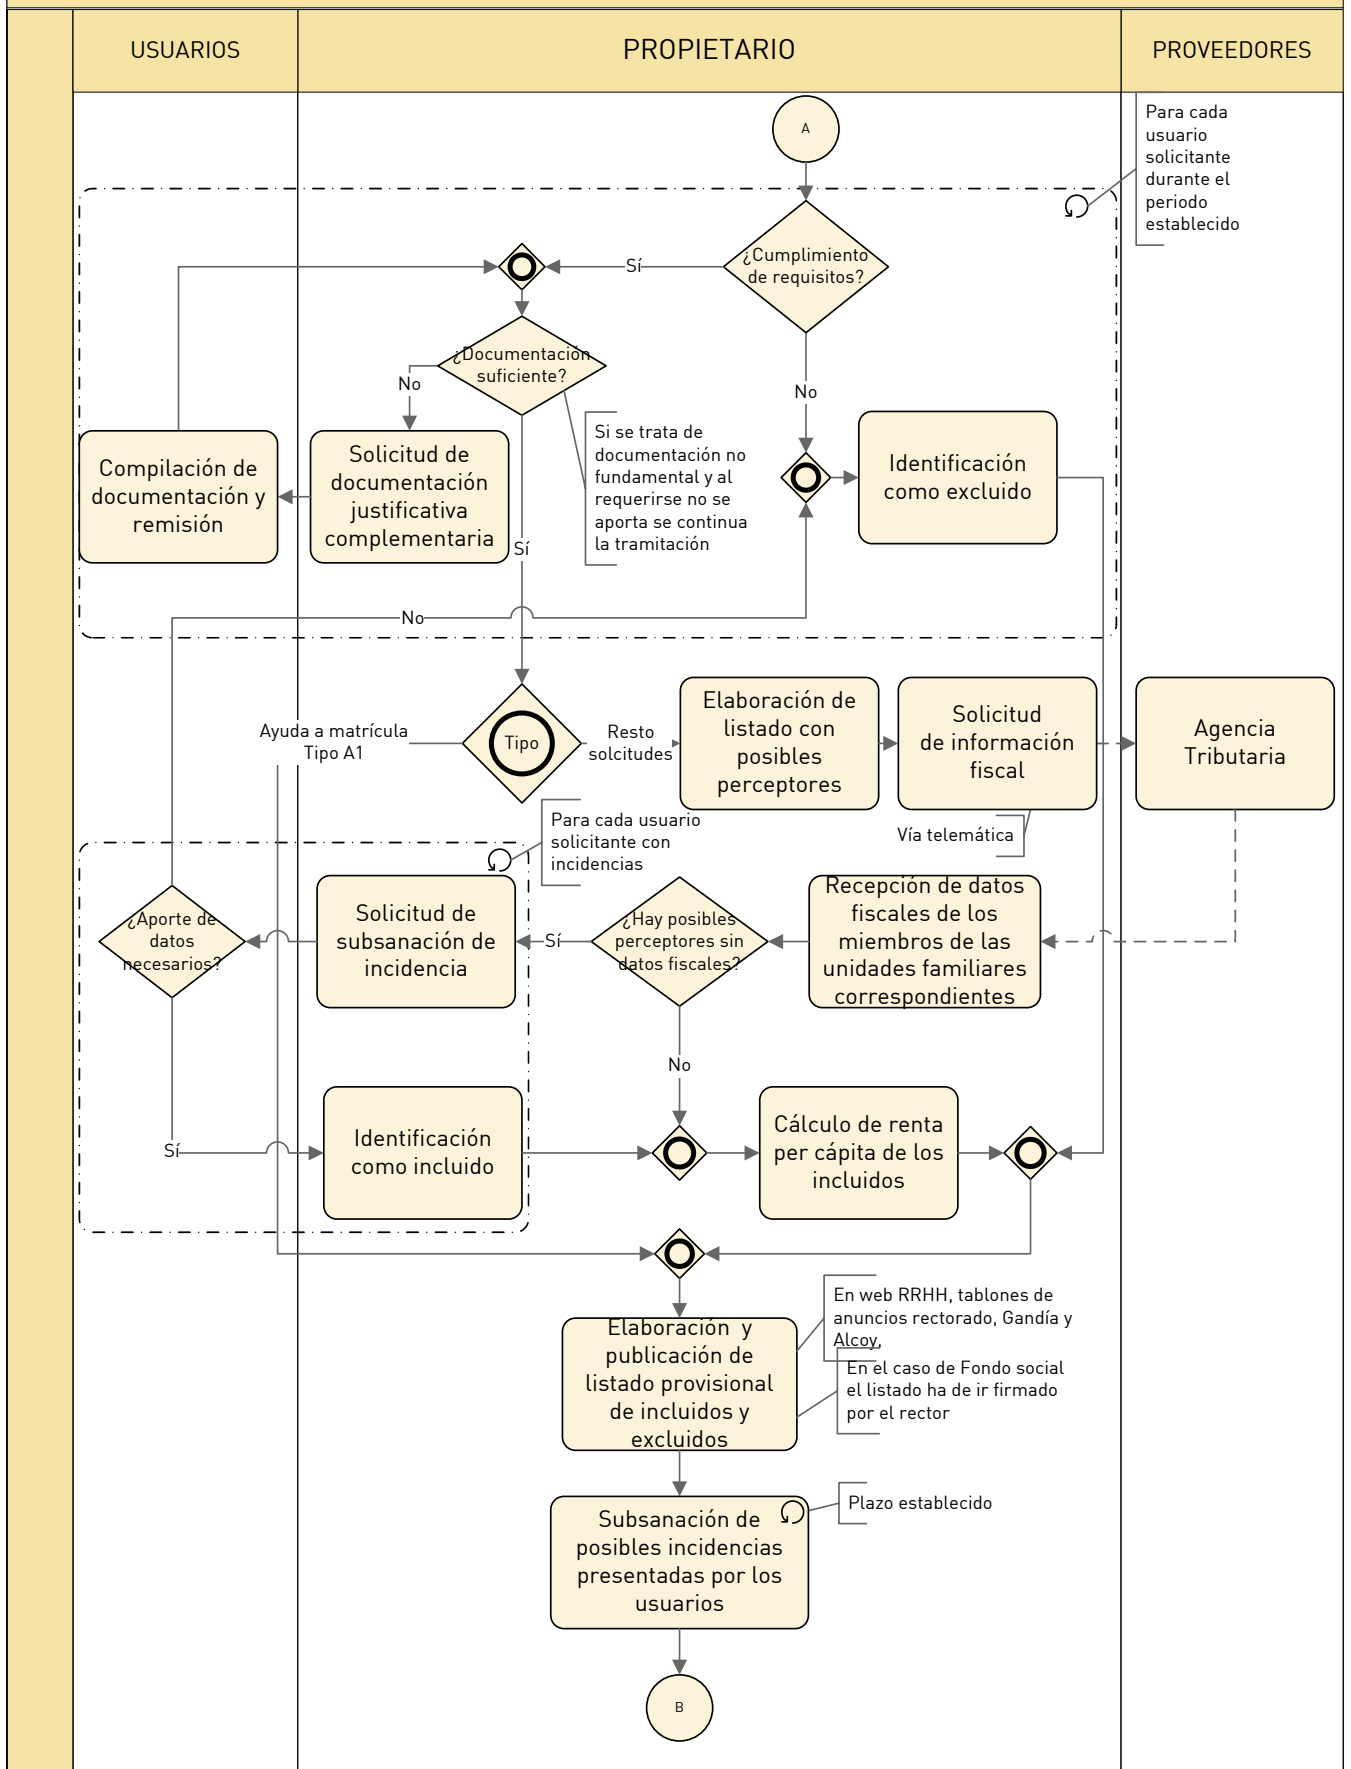 USUARIOS
PROPIETARIO
PROVEEDORES
A
Para cada
usuario
solicitante
durante el
periodo
establecido
¿Cumplimiento
de requisitos?
Sí
¿Documentación
suficiente?
No
No
Si se trata de
documentación no
fundamental y al
requerirse no se
aporta se continua
la tramitación
Compilación de
documentación y
remisión
Solicitud de
documentación
justificativa
complementaria
Identificación
como excluido
Sí
No
Ayuda a matrícula
Tipo A1
Tipo
Resto
solcitudes
Elaboración de
listado con
posibles
perceptores
Solicitud
de información
fiscal
Agencia
Tributaria
Para cada usuario
solicitante con
incidencias
Vía telemática
¿Aporte de
datos
necesarios?
Solicitud de
subsanación de
incidencia
Sí
¿Hay posibles
perceptores sin
datos fiscales?
Recepción de datos
fiscales de los
miembros de las
unidades familiares
correspondientes
No
Sí
Identificación
como incluido
Cálculo de renta
per cápita de los
incluidos
Elaboración y
publicación de
listado provisional
de incluidos y
excluidos
En web RRHH, tablones de
anuncios rectorado, Gandía y
Alcoy,
En el caso de Fondo social
el listado ha de ir firmado
por el rector
Subsanación de
posibles incidencias
presentadas por los
usuarios
Plazo establecido
B